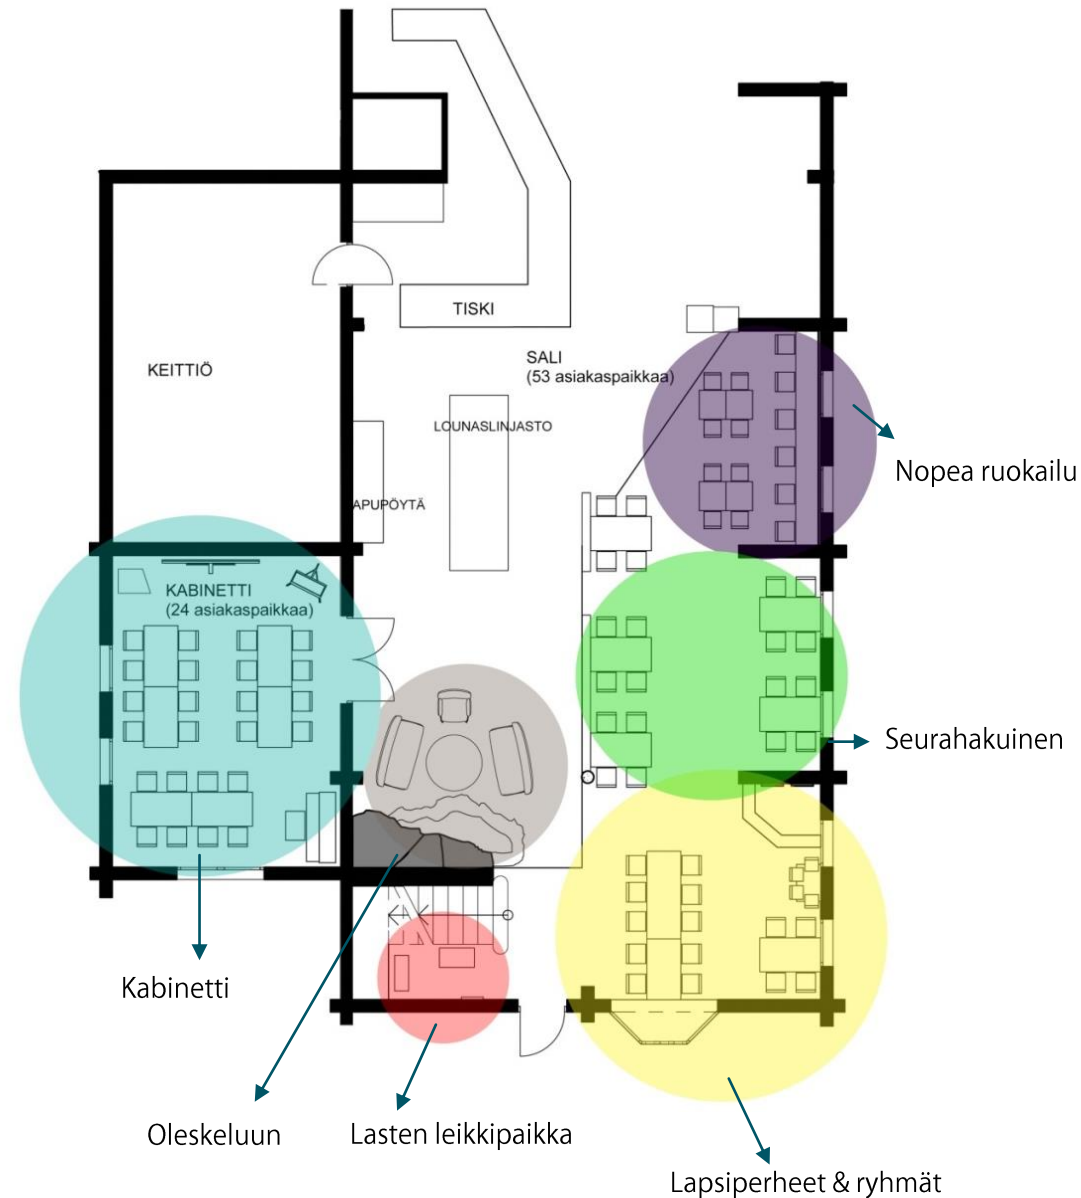 TISKI
SALI
(53 asiakaspaikkaa)
KEITTIÖ
LOUNASLINJASTO
Nopea ruokailu
APUPÖYTÄ
KABINETTI
(24 asiakaspaikkaa)
Seurahakuinen
Kabinetti
Oleskeluun
Lasten leikkipaikka
Lapsiperheet & ryhmät